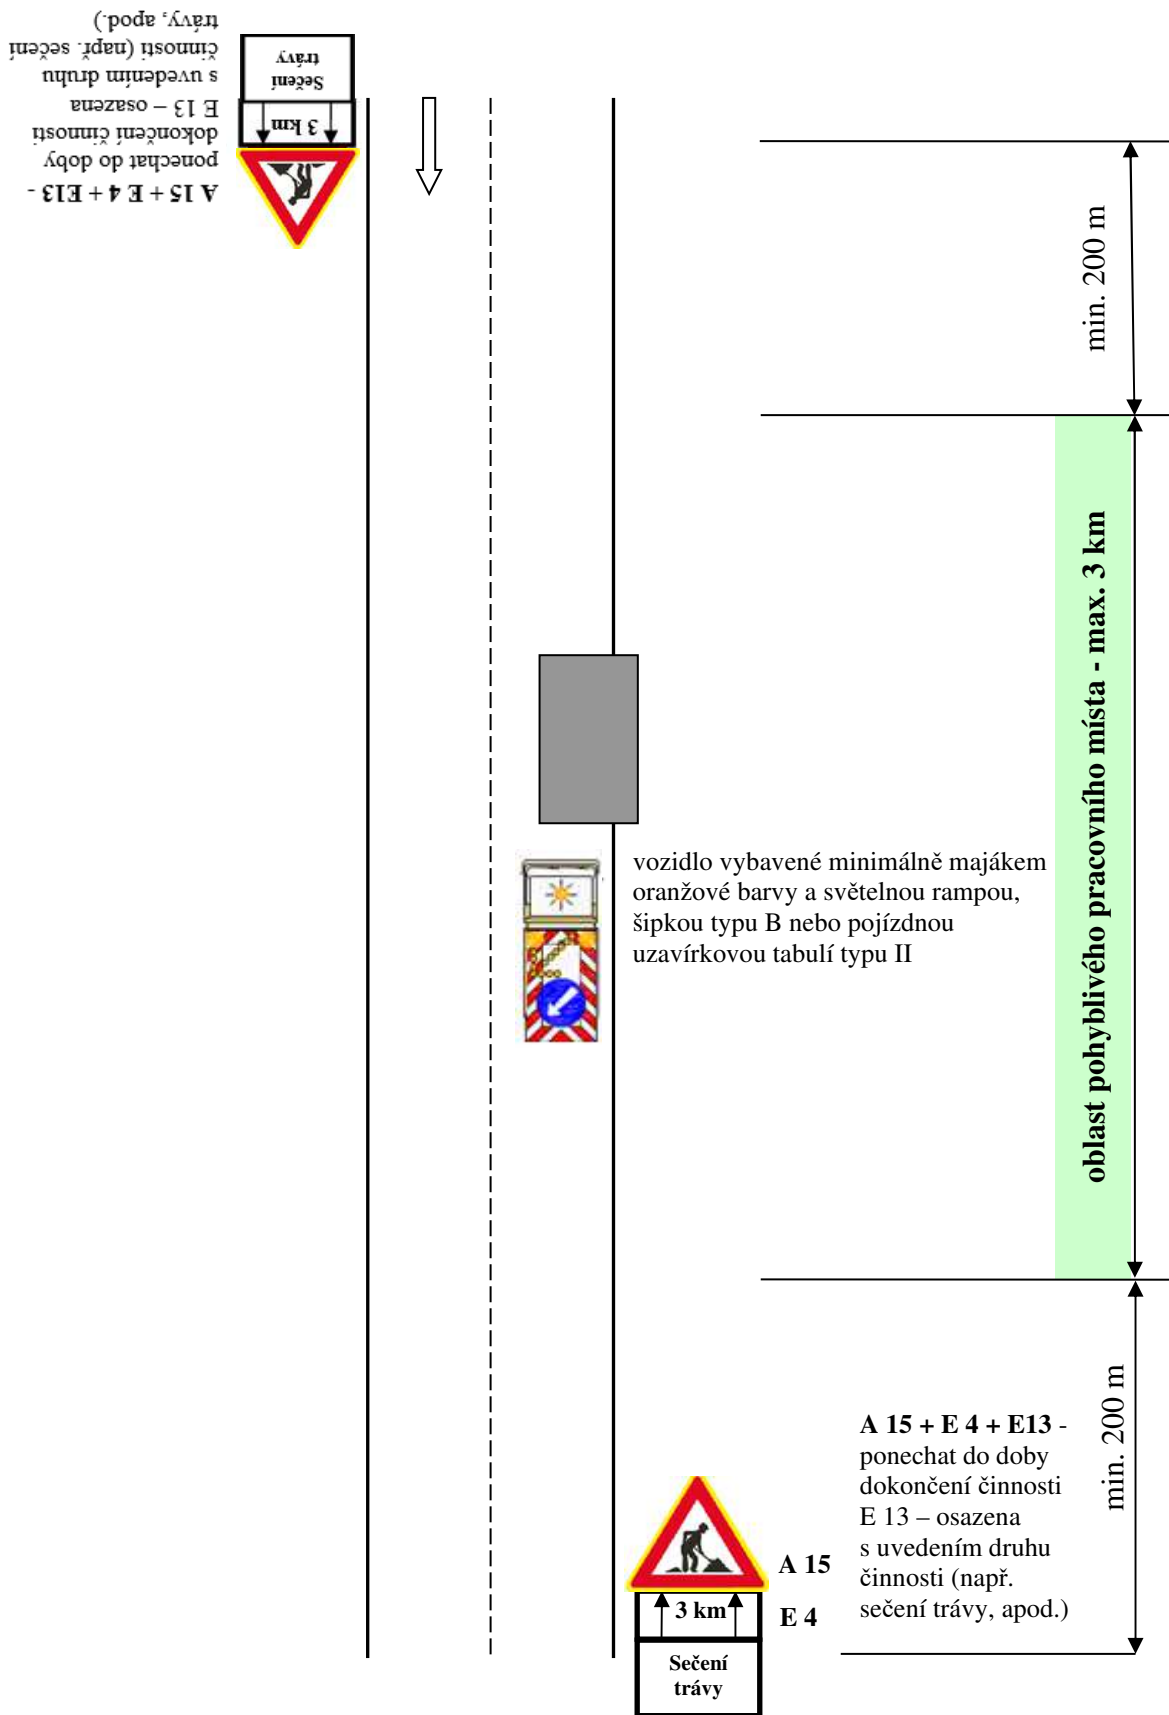 A 15 + E 4 + E13 -
ponechat do doby
dokončení činnosti
E 13 – osazena
s uvedením druhu
činnosti (např. sečení
trávy, apod.)
3 km
Sečení
trávy
min. 200 m
oblast pohyblivého pracovního místa - max. 3 km
vozidlo vybavené minimálně majákem
oranžové barvy a světelnou rampou,
šipkou typu B nebo pojízdnou
uzavírkovou tabulí typu II
min. 200 m
A 15 + E 4 + E13 -
ponechat do doby
dokončení činnosti
E 13 – osazena
s uvedením druhu
činnosti (např.
sečení trávy, apod.)
A 15
E 4
3 km
Sečení
trávy